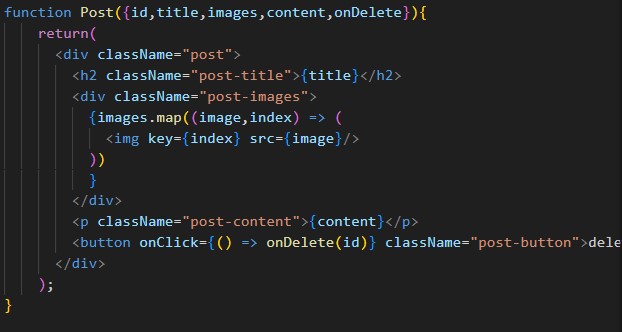 function Post({id,title,images,content,onDelete}){
    return(
      <div className="post">
        <h2 className="post-title">{title}</h2>
        <div className="post-images">
          {images.map((image,index) => (
            <img key={index} src={image}/>
          ))
          }
        </div>
        <p className="post-content">{content}</p>
        <button onClick={() => onDelete(id)} className="post-button">dele
      </div>
    );
}